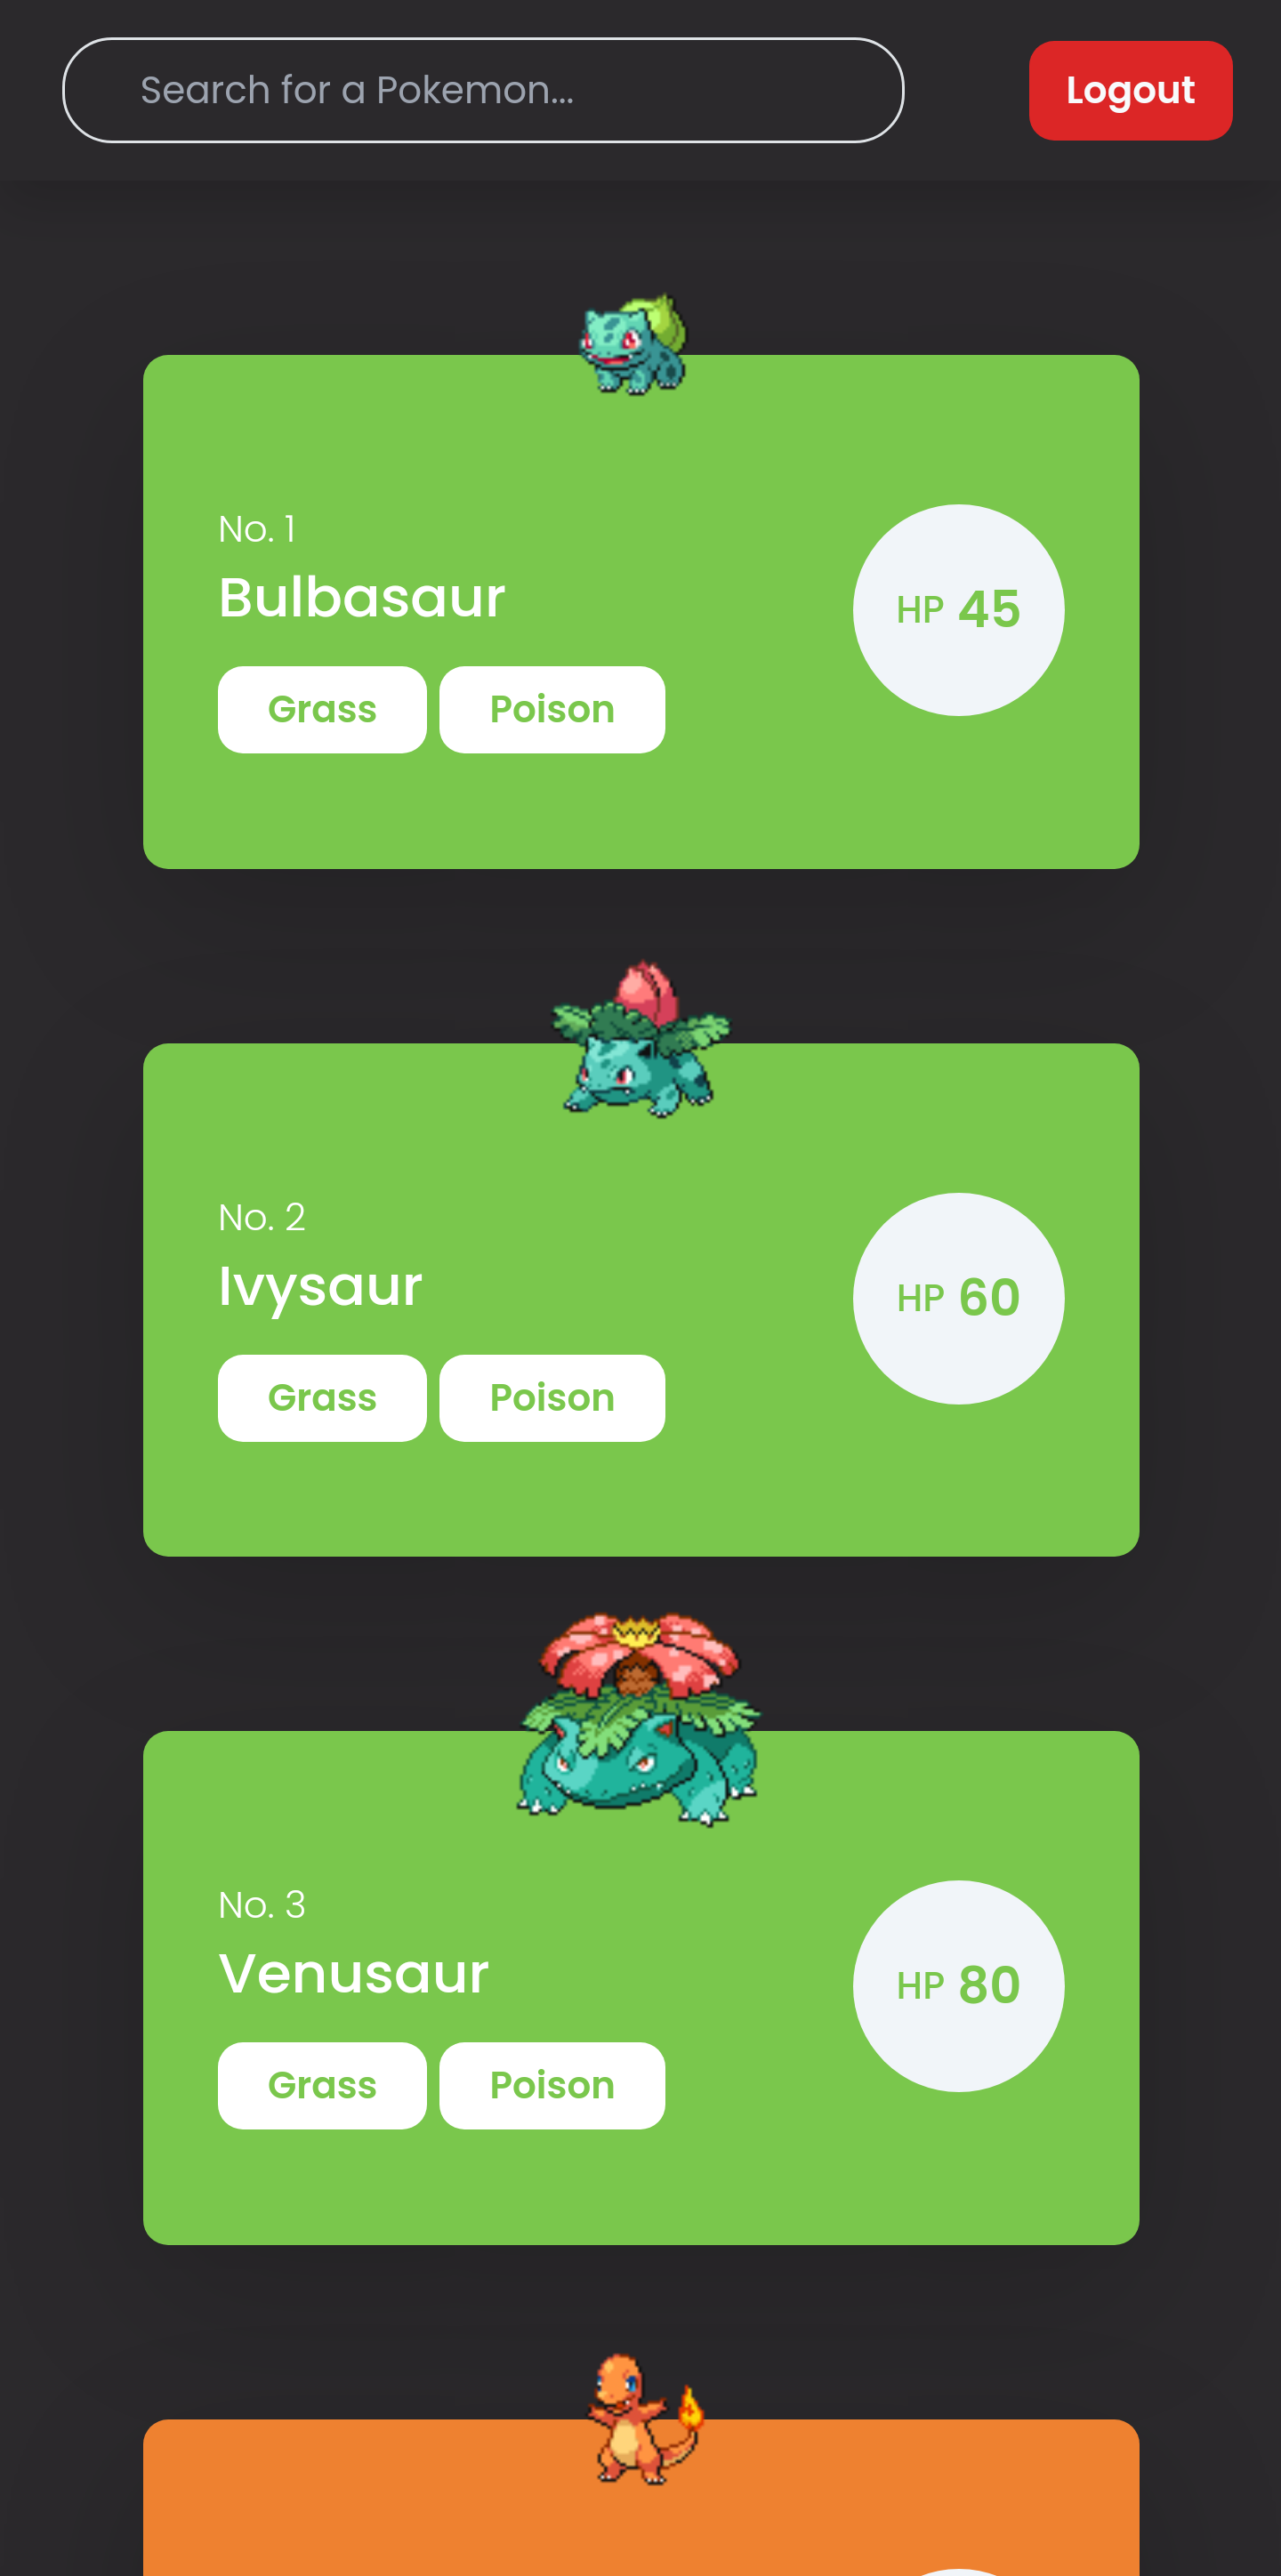 Search for a Pokemon...
Logout
No. 1
Bulbasaur
HP 45
Grass Poison
No. 2
Ivysaur
HP 60
Grass Poison
No. 3
Venusaur
HP 80
Grass Poison